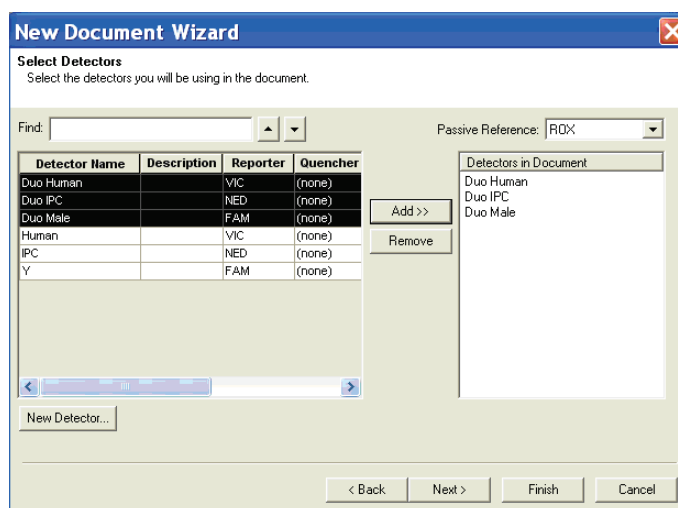 New Document Wizard
Select Detectors
Select the detectors you will be using in the document.
Find:
Passive Reference: ROX
Detector Name Description Reporter Quencher
Duo Human VIC (none)
Duo IPC NED (none)
Duo Male FAM (none)
Human VIC (none)
IPC NED (none)
Y FAM (none)
Add >>
Remove
Detectors in Document
Duo Human
Duo IPC
Duo Male
New Detector...
< Back Next > Finish Cancel